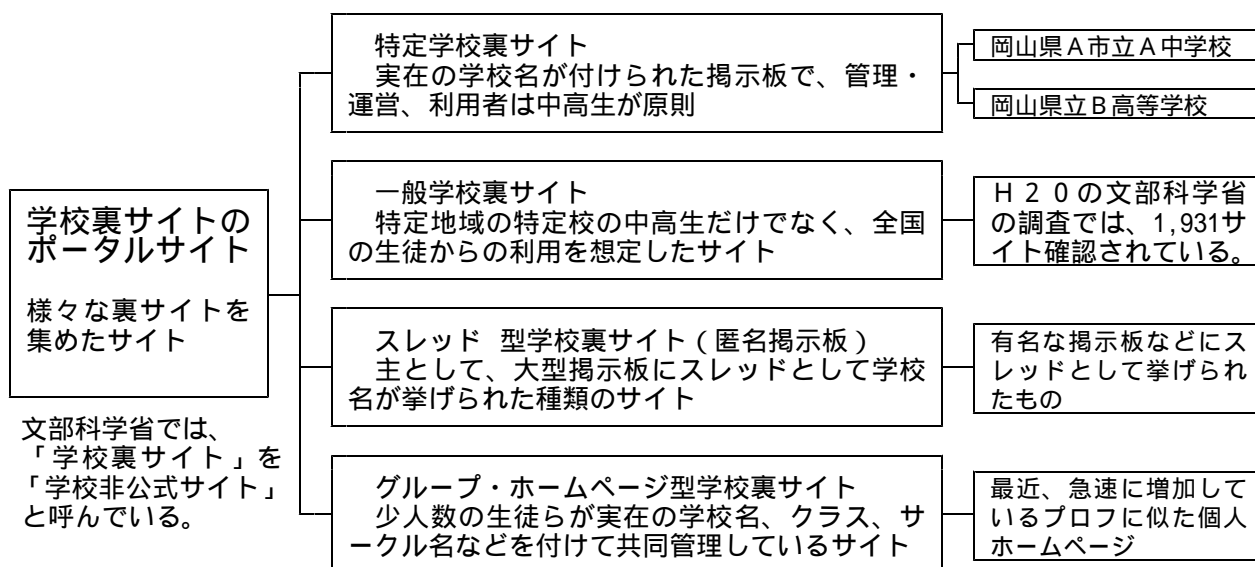 学校裏サイトの
ポータルサイト
様々な裏サイトを
集めたサイト
文部科学省では、
「学校裏サイト」を
「学校非公式サイト」
と呼んでいる。
特定学校裏サイト
実在の学校名が付けられた掲示板で、管理・
運営、利用者は中高生が原則
岡山県A市立A中学校
岡山県立B高等学校
一般学校裏サイト
特定地域の特定校の中高生だけでなく、全国
の生徒からの利用を想定したサイト
H20の文部科学省
の調査では、1,931サ
イト確認されている。
スレッド 型学校裏サイト(匿名掲示板)
主として、大型掲示板にスレッドとして学校
名が挙げられた種類のサイト
有名な掲示板などにス
レッドとして挙げられ
たもの
グループ・ホームページ型学校裏サイト
少人数の生徒らが実在の学校名、クラス、サ
ークル名などを付けて共同管理しているサイト
最近、急速に増加して
いるプロフに似た個人
ホームページ